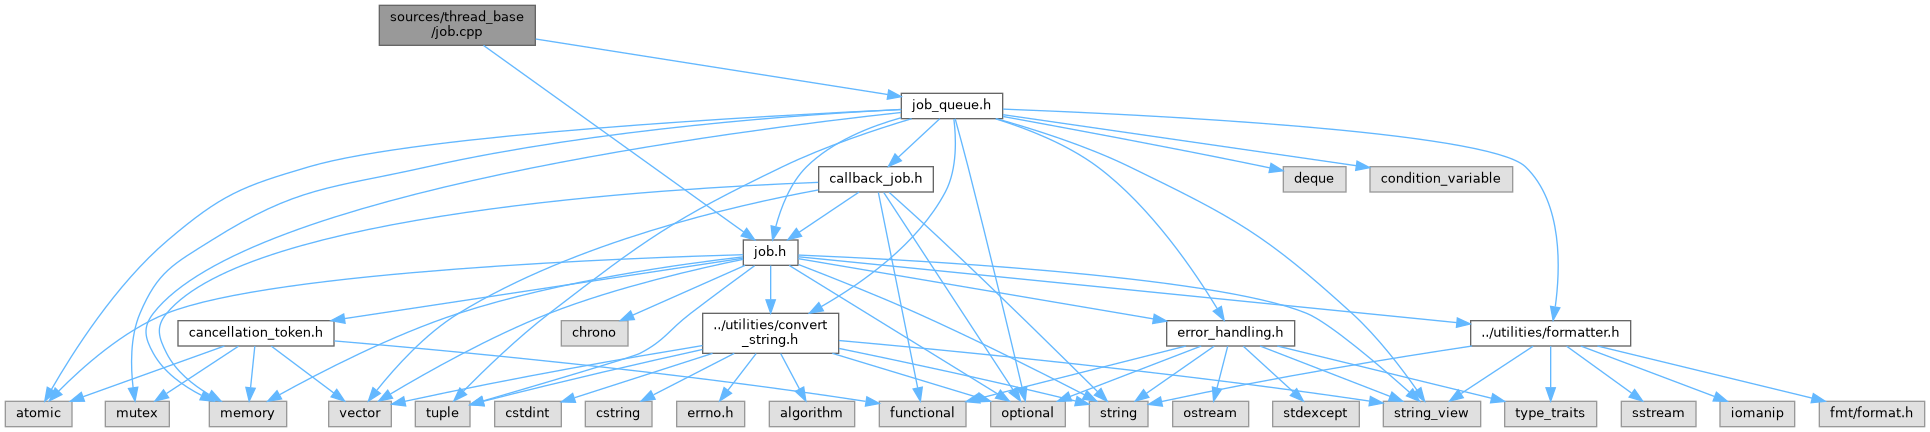 sources/thread_base
/job.cpp
job_queue.h
callback_job.h
deque
condition_variable
job.h
cancellation_token.h
chrono
../utilities/convert
_string.h
error_handling.h
../utilities/formatter.h
atomic
mutex
memory
vector
tuple
cstdint
cstring
errno.h
algorithm
functional
optional
string
ostream
stdexcept
string_view
type_traits
sstream
iomanip
fmt/format.h